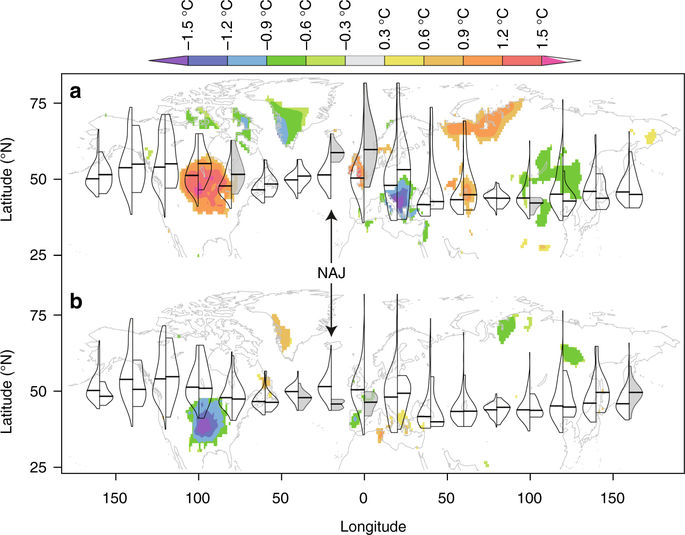 −1.5 °C
−1.2 °C
−0.9 °C
−0.6 °C
−0.3 °C
0.3 °C
0.6 °C
0.9 °C
1.2 °C
1.5 °C
a
75
50
25
Latitude (°N)
NAJ
b
75
50
25
Latitude (°N)
150 100 50 0 50 100 150
Longitude